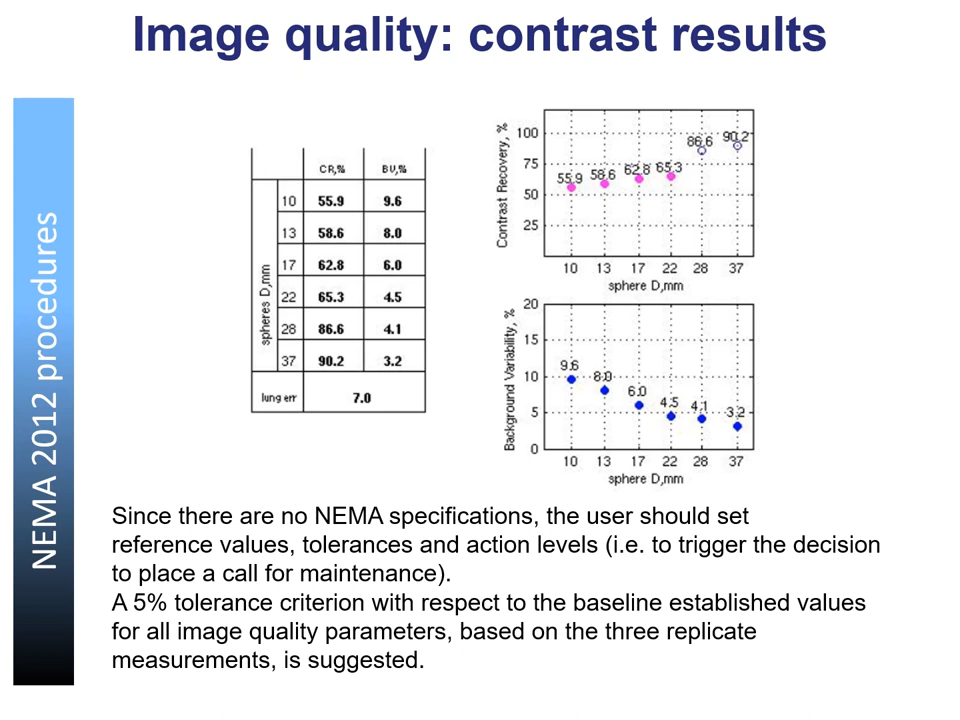 Image quality: contrast results
NEMA 2012 procedures
CR,% BV,%
spheres D,mm
10 55.9 9.6
13 58.6 8.0
17 62.8 6.0
22 65.3 4.5
28 86.6 4.1
37 90.2 3.2
lung err 7.0
Contrast Recovery, %
100
75
50
25
55.9 58.6 62.8 65.3 86.6 90.2
10 13 17 22 28 37
sphere D,mm
Background Variability, %
20
15
10
5
0
9.6 8.0 6.0 4.5 4.1 3.2
10 13 17 22 28 37
sphere D,mm
Since there are no NEMA specifications, the user should set
reference values, tolerances and action levels (i.e. to trigger the decision
to place a call for maintenance).
A 5% tolerance criterion with respect to the baseline established values
for all image quality parameters, based on the three replicate
measurements, is suggested.